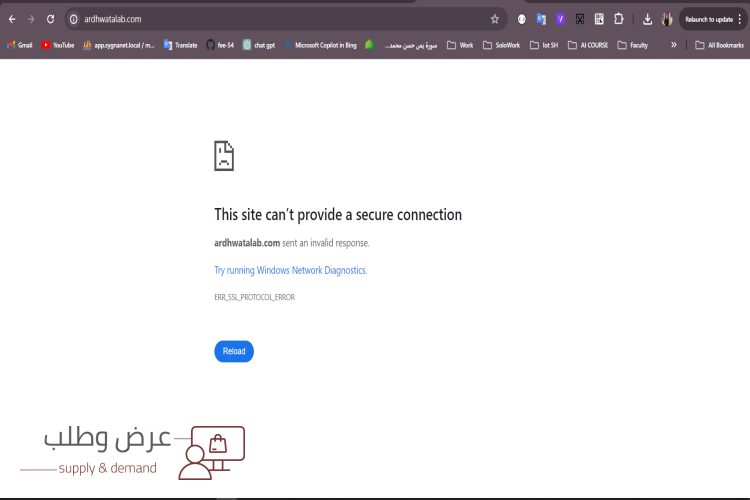 ardhwatalab.com
Relaunch to update
Gmail
YouTube
app.sygnanet.local / m...
Translate
fee-54
chat gpt
Microsoft Copilot in Bing
سورة يس حسن محمد...
Work
SoloWork
Iot SH
AI COURSE
Faculty
»
All Bookmarks
This site can't provide a secure connection
ardhwatalab.com sent an invalid response.
Try running Windows Network Diagnostics.
ERR_SSL_PROTOCOL_ERROR
Reload
عرض وطلب
supply & demand